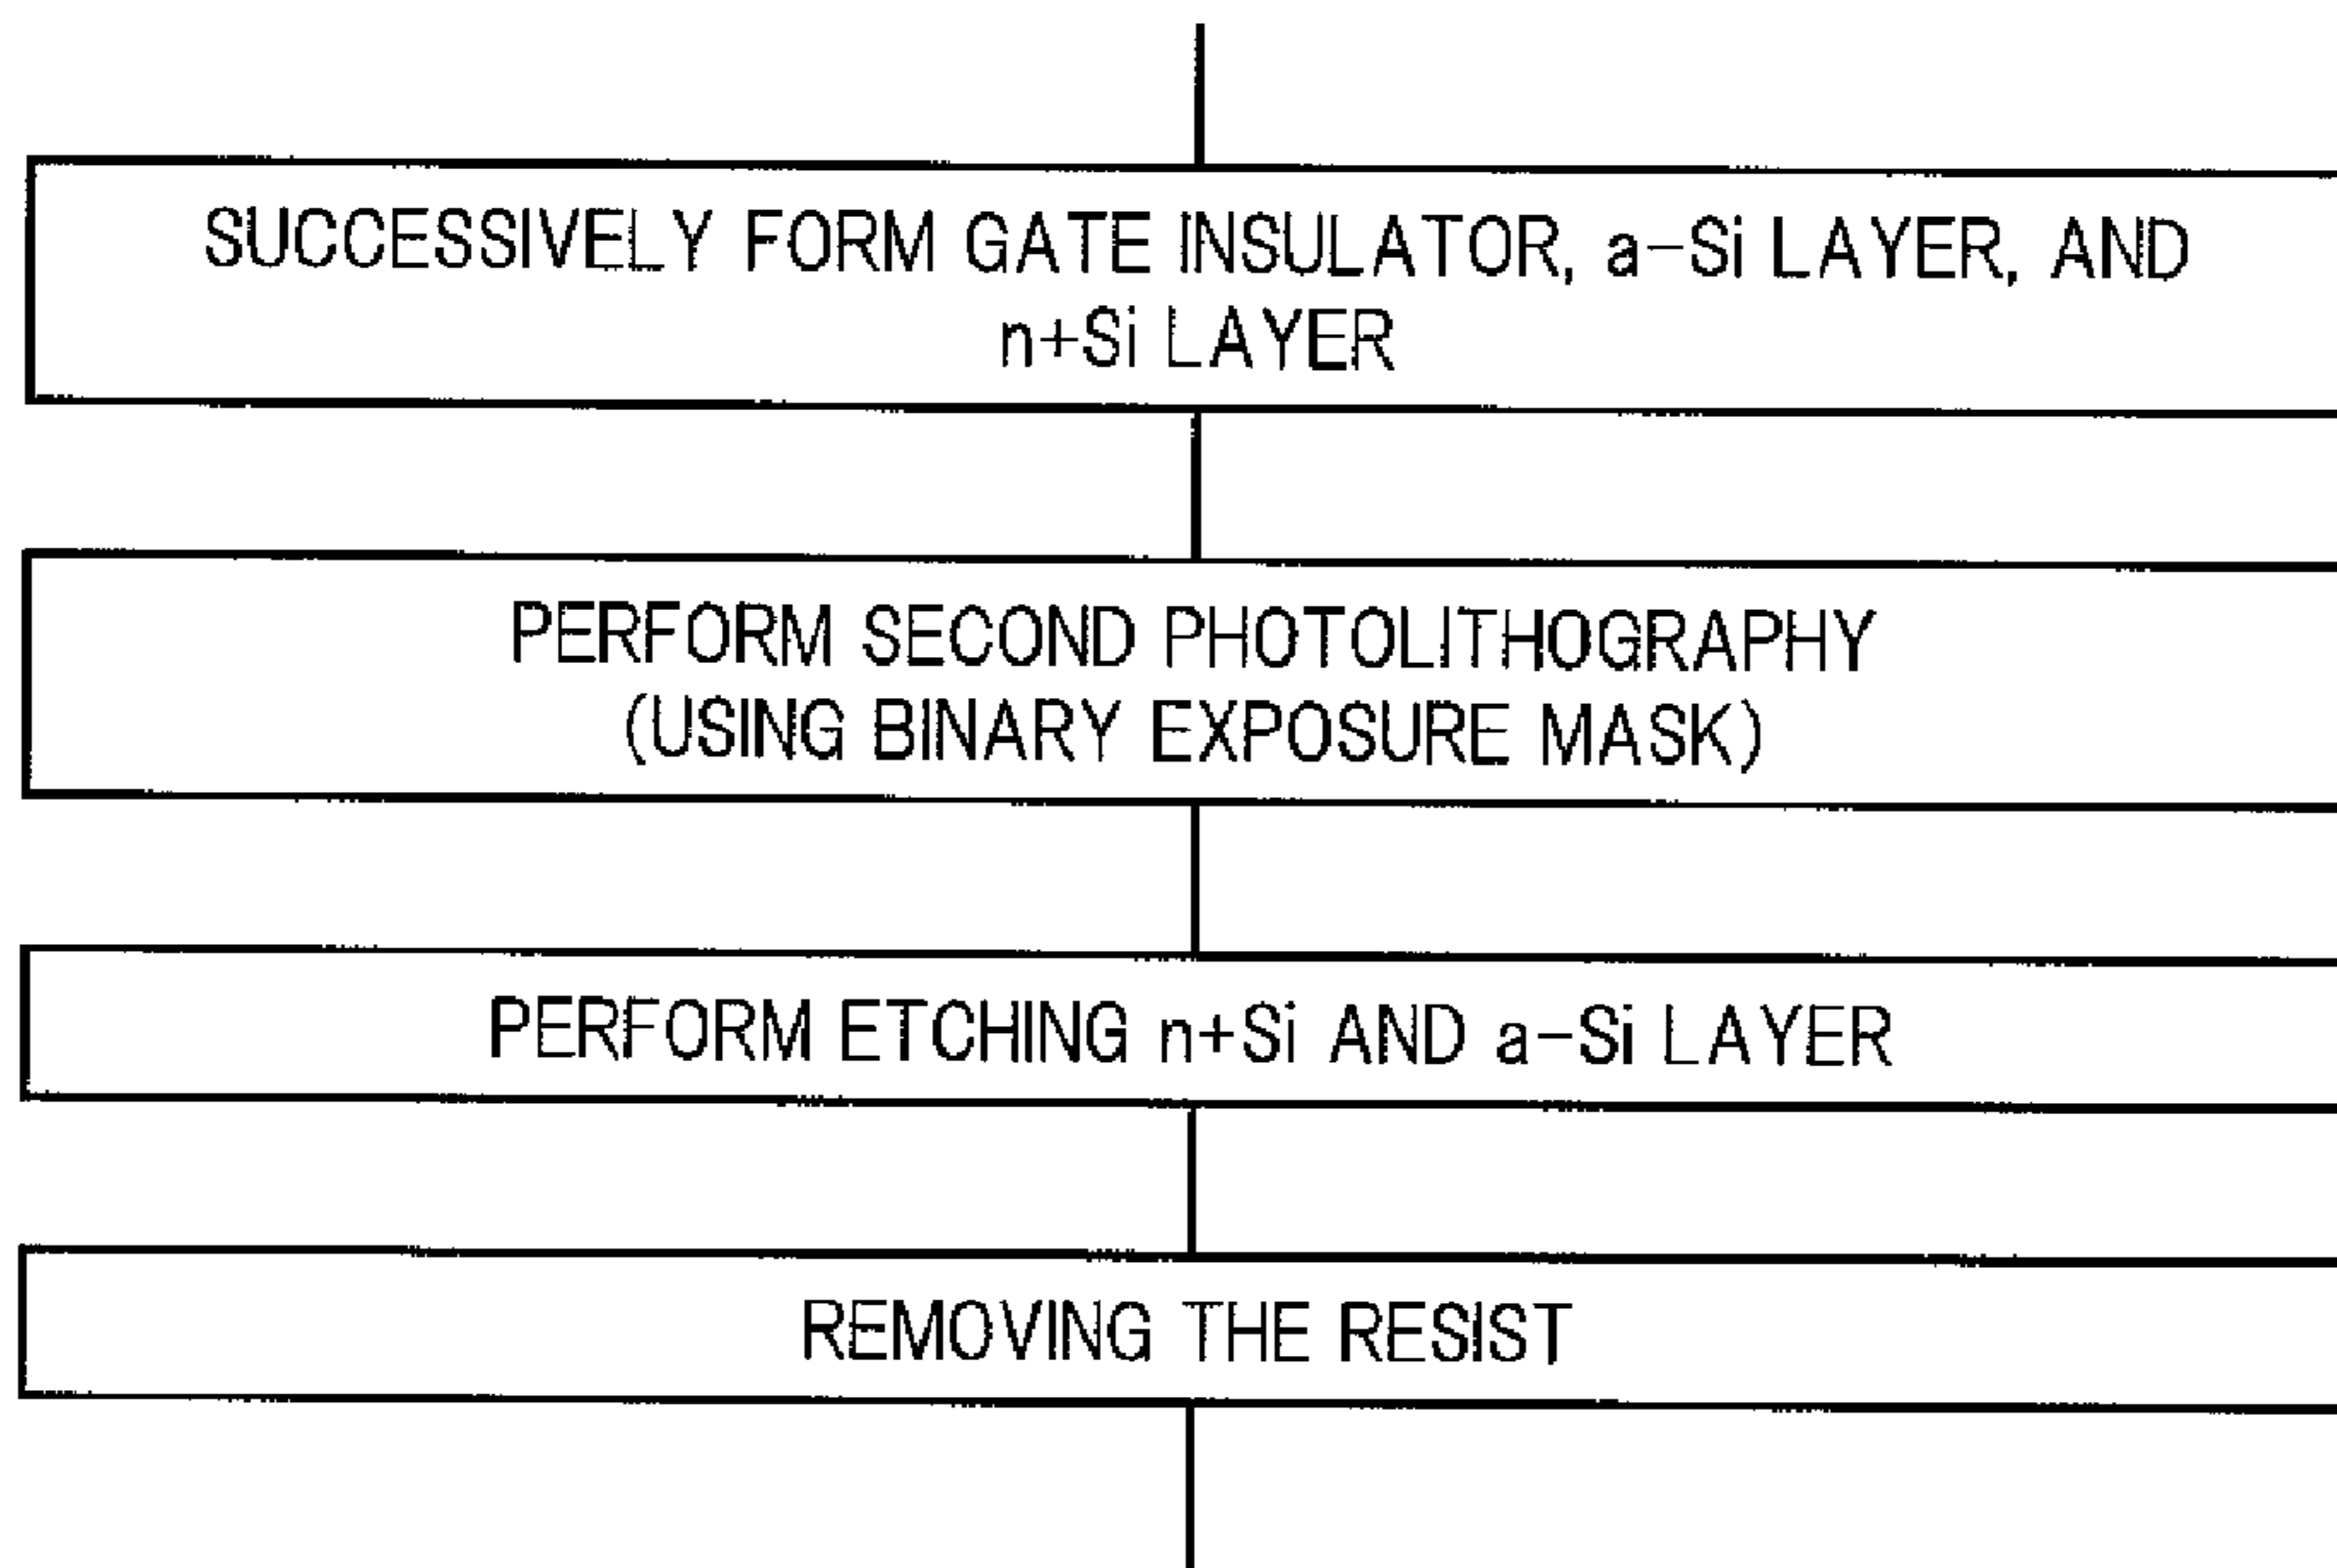 SUCCESSIVELY FORM GATE INSULATOR, a-Si LAYER, AND
n+Si LAYER
PERFORM SECOND PHOTOLITHOGRAPHY
(USING BINARY EXPOSURE MASK)
PERFORM ETCHING n+Si AND a-Si LAYER
REMOVING THE RESIST